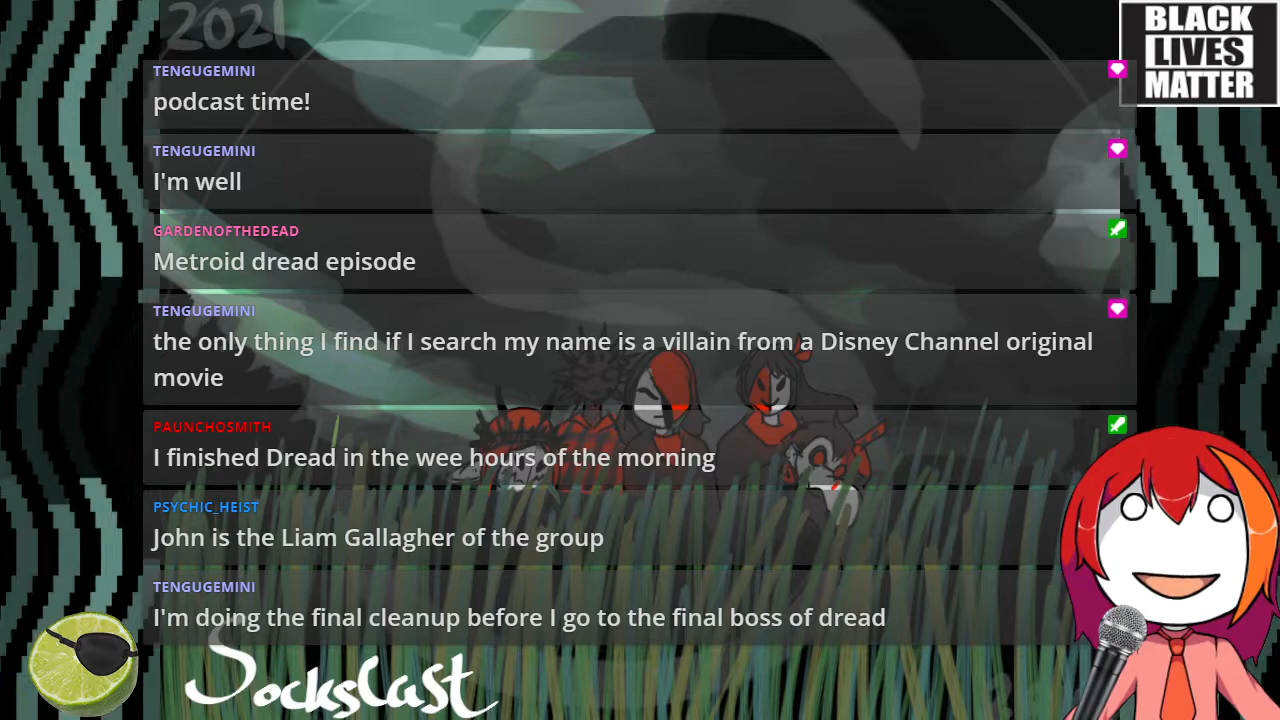 2021
BLACK
LIVES
MATTER
TENGUGEMINI
podcast time!
TENGUGEMINI
I'm well
GARDENOFTHEDEAD
Metroid dread episode
TENGUGEMINI
the only thing I find if I search my name is a villain from a Disney Channel original
movie
PAUNCHOSMITH
I finished Dread in the wee hours of the morning
PSYCHIC_HEIST
John is the Liam Gallagher of the group
TENGUGEMINI
I'm doing the final cleanup before I go to the final boss of dread
SocksCast